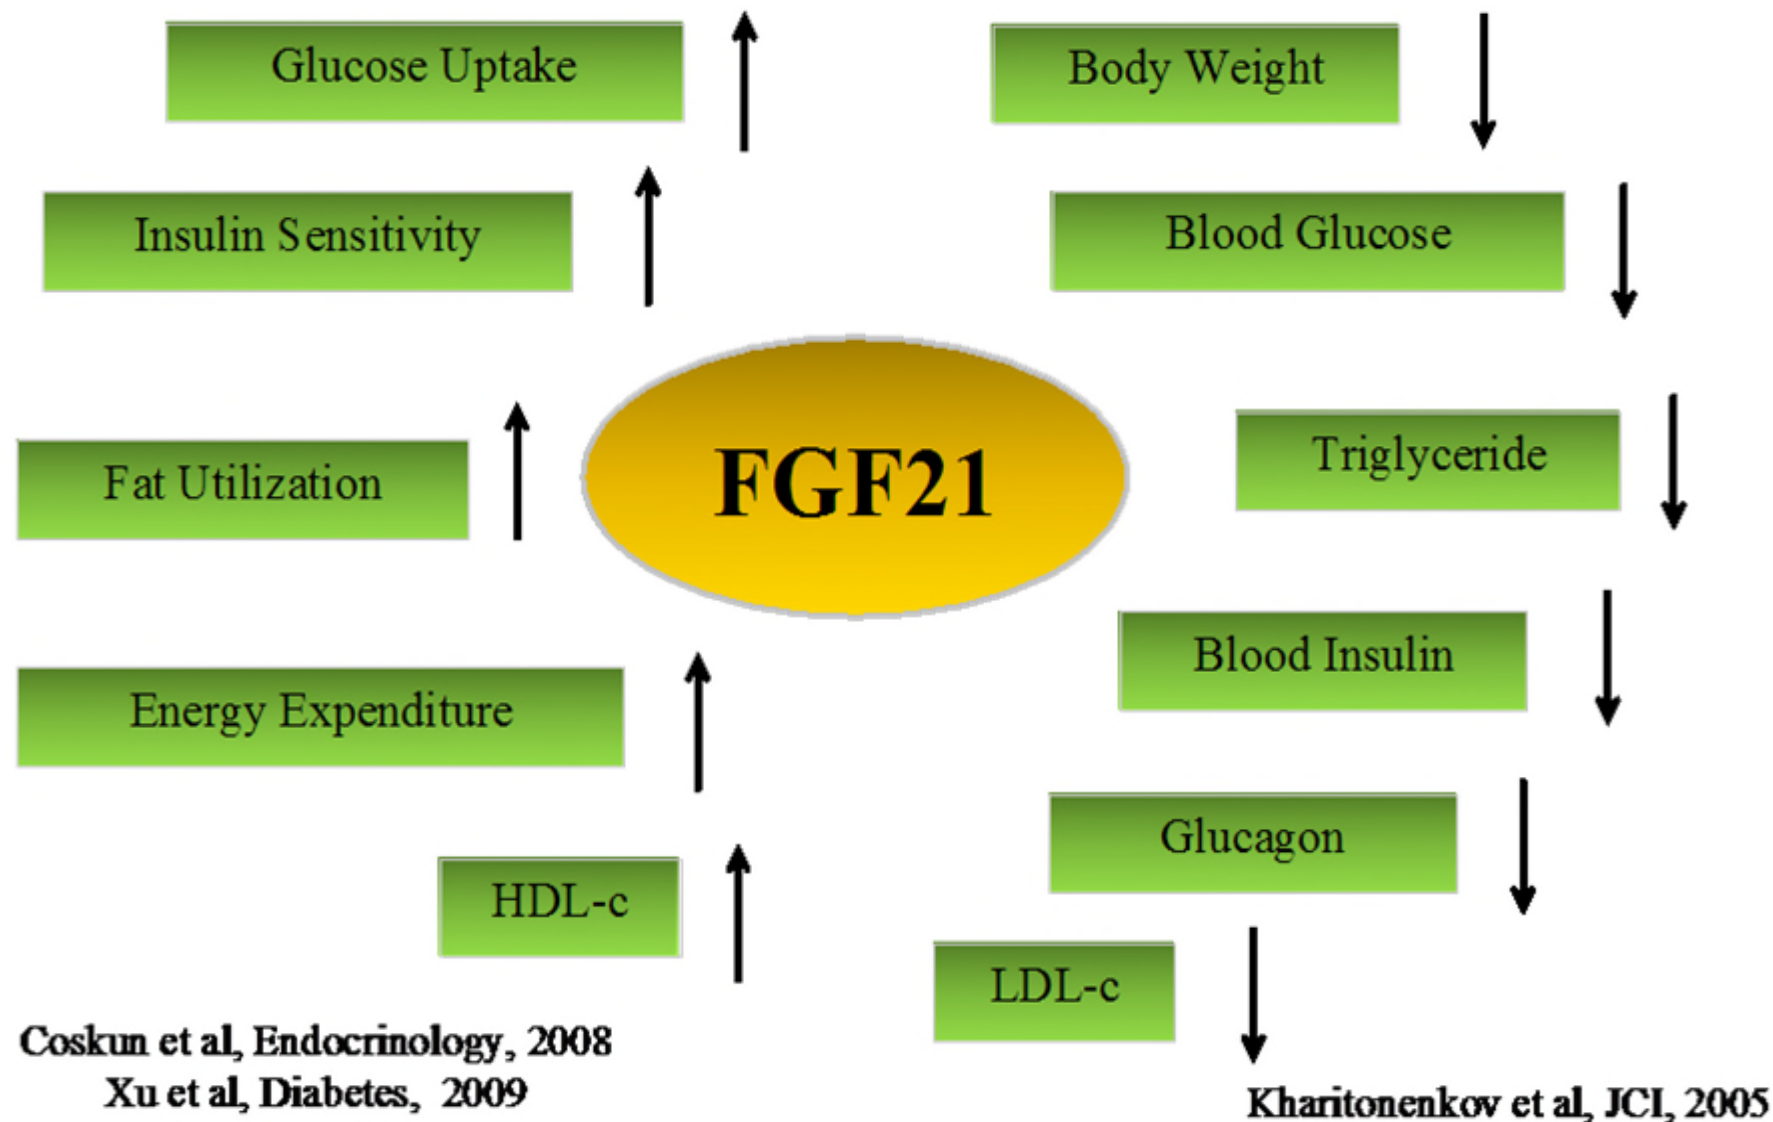 Glucose Uptake
Body Weight
Insulin Sensitivity
Blood Glucose
FGF21
Fat Utilization
Triglyceride
Energy Expenditure
Blood Insulin
HDL-c
Glucagon
LDL-c
Coskun et al, Endocrinology, 2008
Xu et al, Diabetes, 2009
Kharitonenkov et al, JCI, 2005